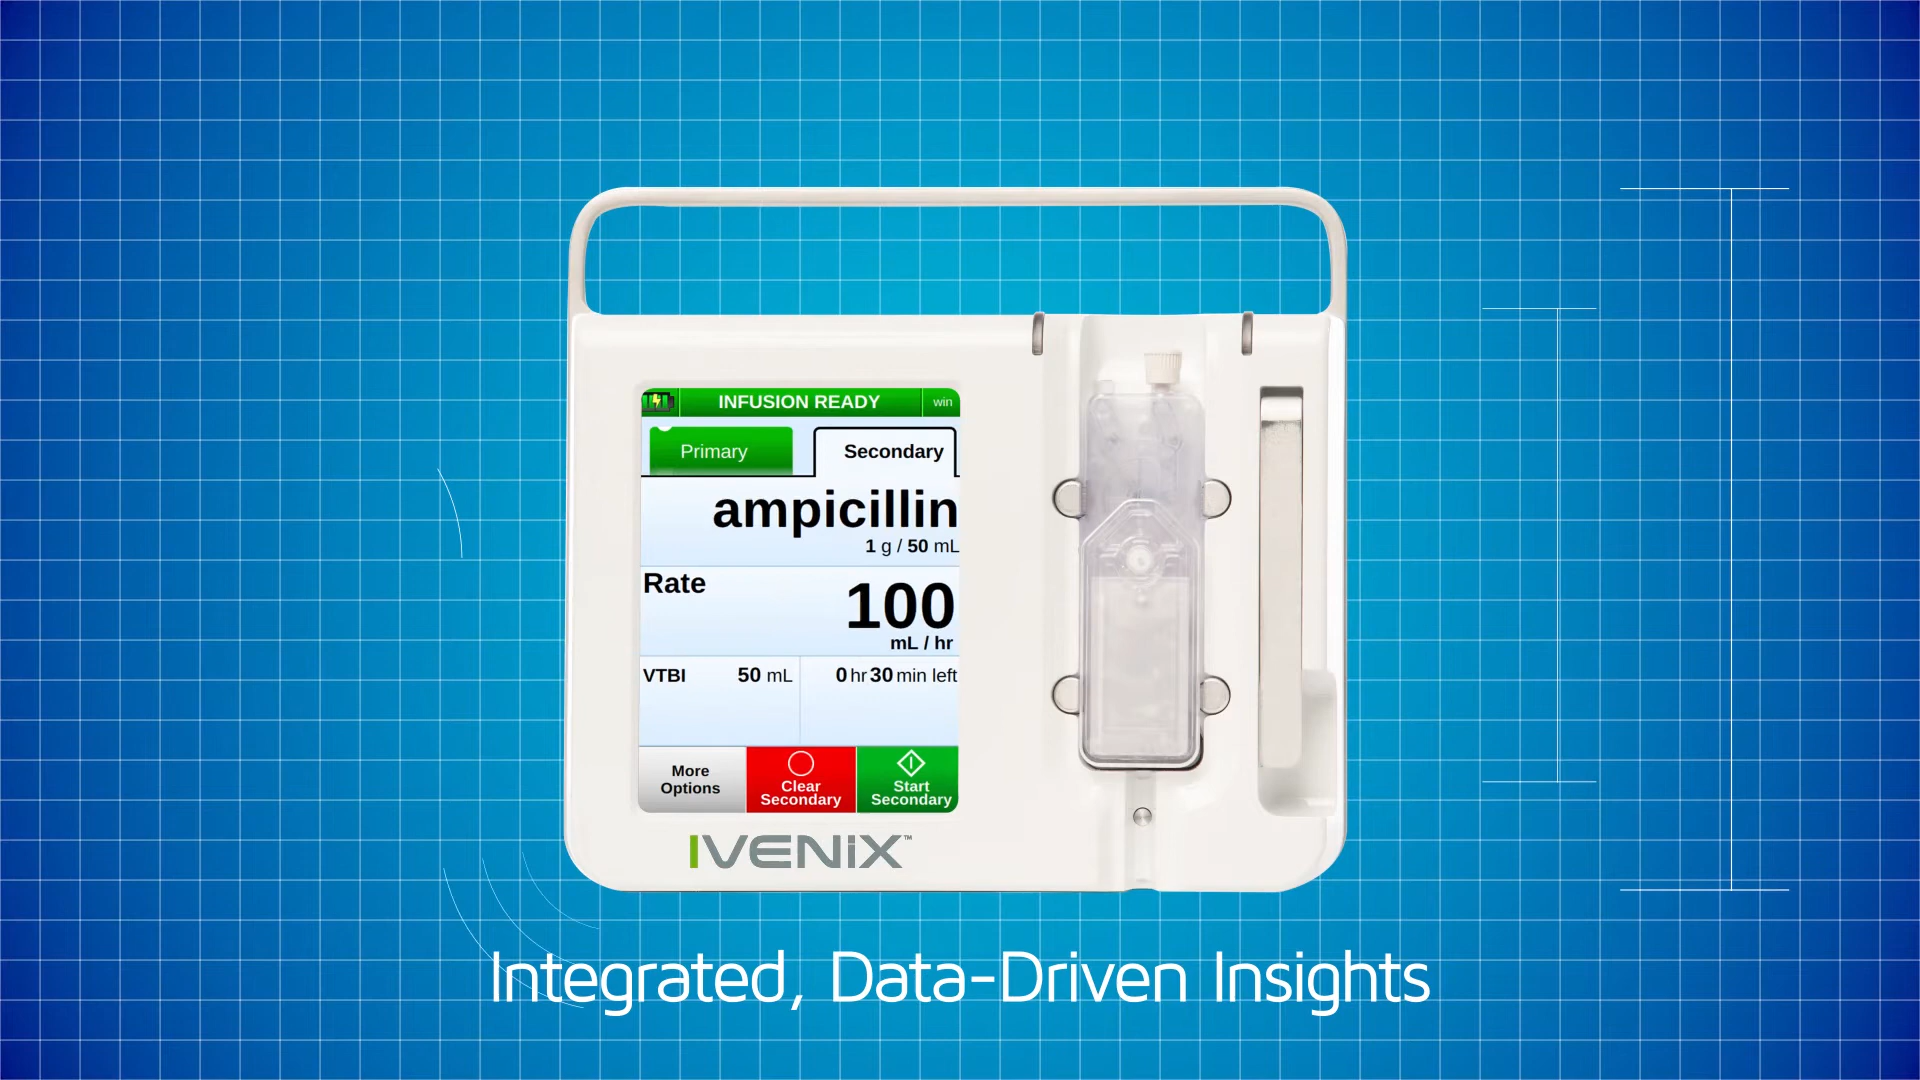 INFUSION READY win
Primary Secondary
ampicillin
1 g / 50 mL
Rate
100
mL / hr
VTBI 50 mL 0 hr 30 min left
More Options
Clear Secondary
Start Secondary
IVENIX™
Integrated, Data-Driven Insights